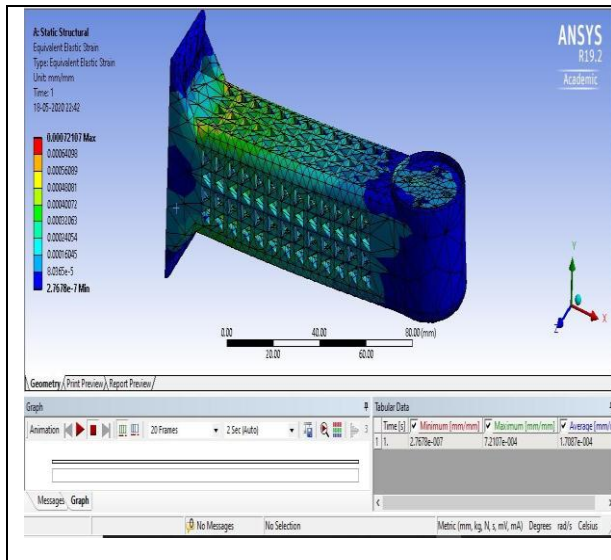 A: Static Structural
Equivalent Elastic Strain
Type: Equivalent Elastic Strain
Unit: mm/mm
Time: 1
18-05-2020 22:42
ANSYS
R19.2
Academic
0.00072107 Max
0.00064098
0.00056089
0.00048081
0.00040072
0.00032063
0.00024054
0.00016045
8.0365e-5
2.7678e-7 Min
0.00 40.00 80.00 (mm)
20.00 60.00
Y
X
Z
Geometry Print Preview Report Preview
Graph Tabular Data
Animation 20 Frames 2 Sec (Auto) 3
Time [s] Minimum [mm/mm] Maximum [mm/mm] Average [mm/
1 1. 2.7678e-007 7.2107e-004 1.7087e-004
Messages Graph
No Messages No Selection Metric (mm, kg, N, s, mV, mA) Degrees rad/s Celsius